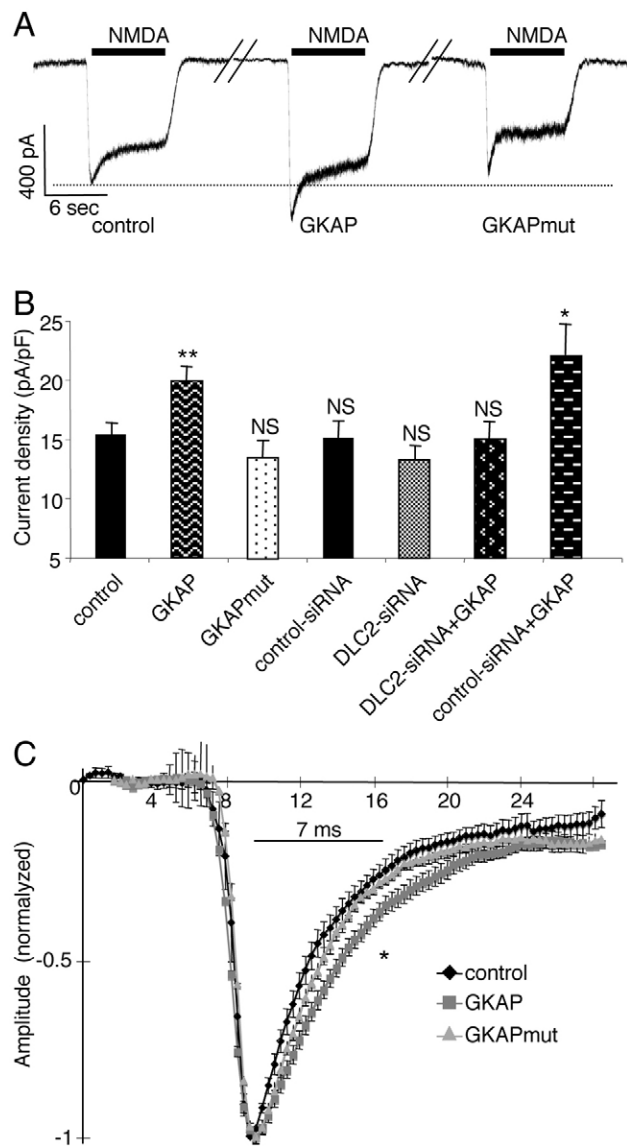 A
NMDA NMDA NMDA
400 pA
6 sec
control GKAP GKAPmut
B
Current density (pA/pF)
25
20
15
10
5
**
NS
NS
NS
NS
*
control
GKAP
GKAPmut
control-siRNA
DLC2-siRNA
DLC2-siRNA+GKAP
control-siRNA+GKAP
C
Amplitude (normalized)
0
4 8 12 16 20 24
7 ms
-0.5
*
control
GKAP
GKAPmut
-1